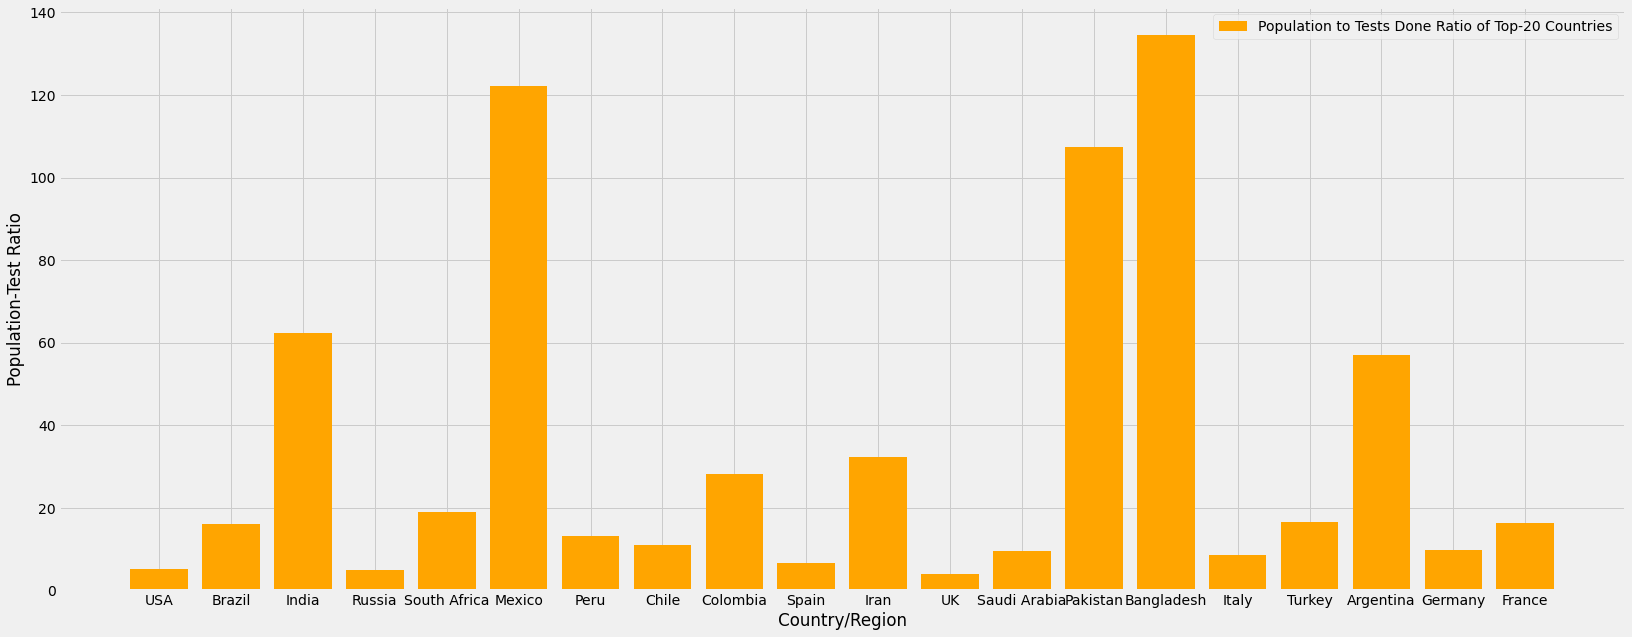 Population to Tests Done Ratio of Top-20 Countries
Population-Test Ratio
140
120
100
80
60
40
20
0
USA Brazil India Russia South Africa Mexico Peru Chile Colombia Spain Iran UK Saudi Arabia Pakistan Bangladesh Italy Turkey Argentina Germany France
Country/Region